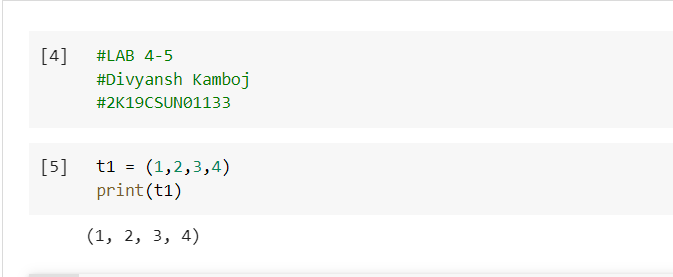 [4] #LAB 4-5
#Divyansh Kamboj
#2K19CSUN01133
[5] t1 = (1,2,3,4)
print(t1)
(1, 2, 3, 4)